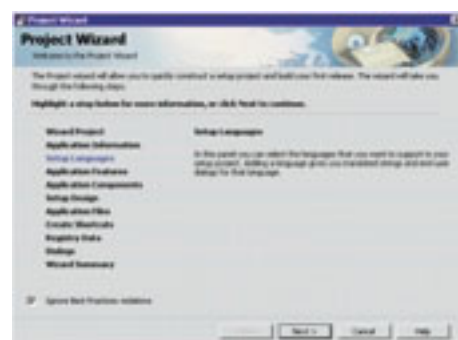 Project Wizard
Project Wizard
Welcome to the Project Wizard
The Project wizard will allow you to quickly construct a setup project and build your first release. The wizard will take you
through the following steps.
Highlight a step below for more information, or click Next to continue.
Wizard Project
Application Information
Setup Languages
Application Features
Application Components
Setup Design
Application Files
Create Shortcuts
Registry Data
Dialogs
Wizard Summary
Setup Languages
In this panel you can select the languages that you want to support in your
setup project. Adding a language gives you translated strings and end user
dialogs for that language.
Ignore Best Practices violations
Next >
Cancel
Help